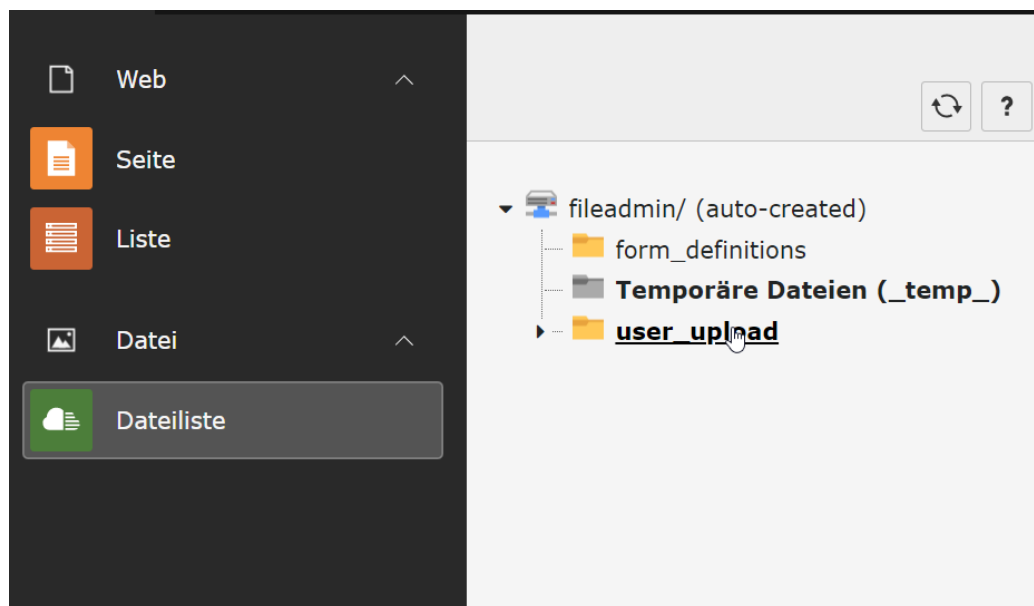 Web
Seite
Liste
Datei
Dateiliste
?
fileadmin/ (auto-created)
form_definitions
Temporäre Dateien (_temp_)
user_upload